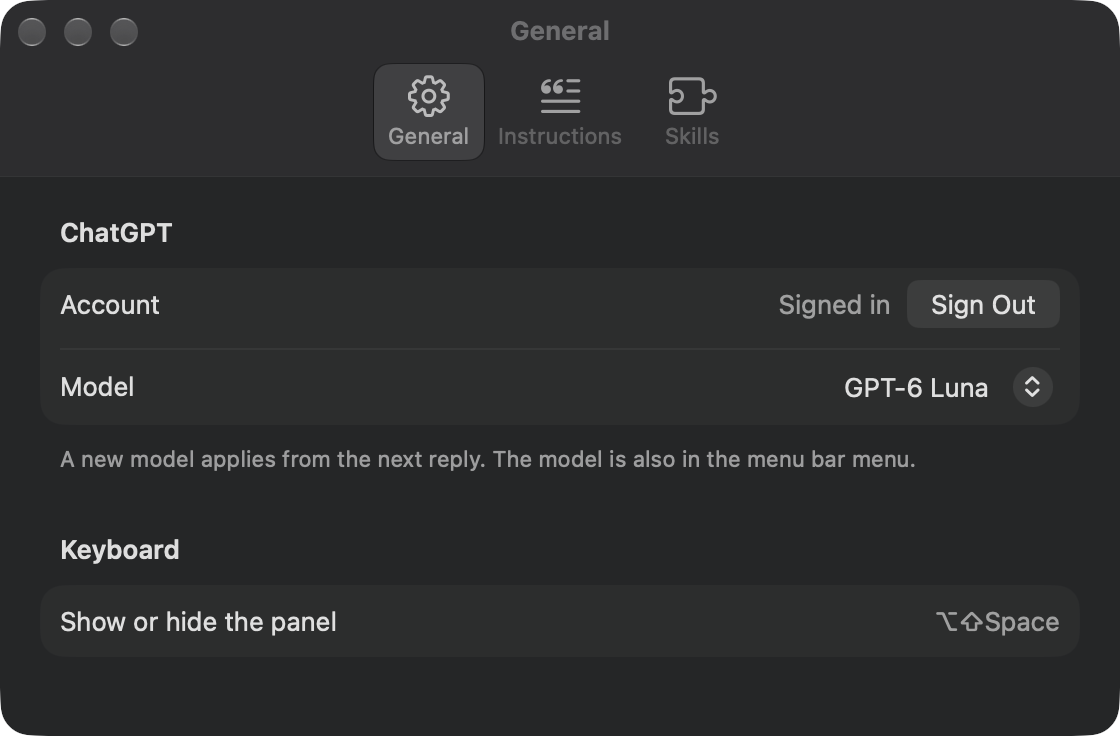 General
General
Instructions
Skills
ChatGPT
Account
Signed in
Sign Out
Model
GPT-6 Luna
A new model applies from the next reply. The model is also in the menu bar menu.
Keyboard
Show or hide the panel
⌥⇧Space